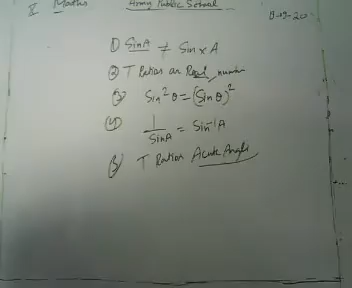 X Maths Army Public School
① SinA ≠ Sin x A
② T Ratios are Real number
③ Sin²θ = (Sinθ)²
④ 1/SinA = Sin⁻¹A
⑤ T Ratios Acute Angle